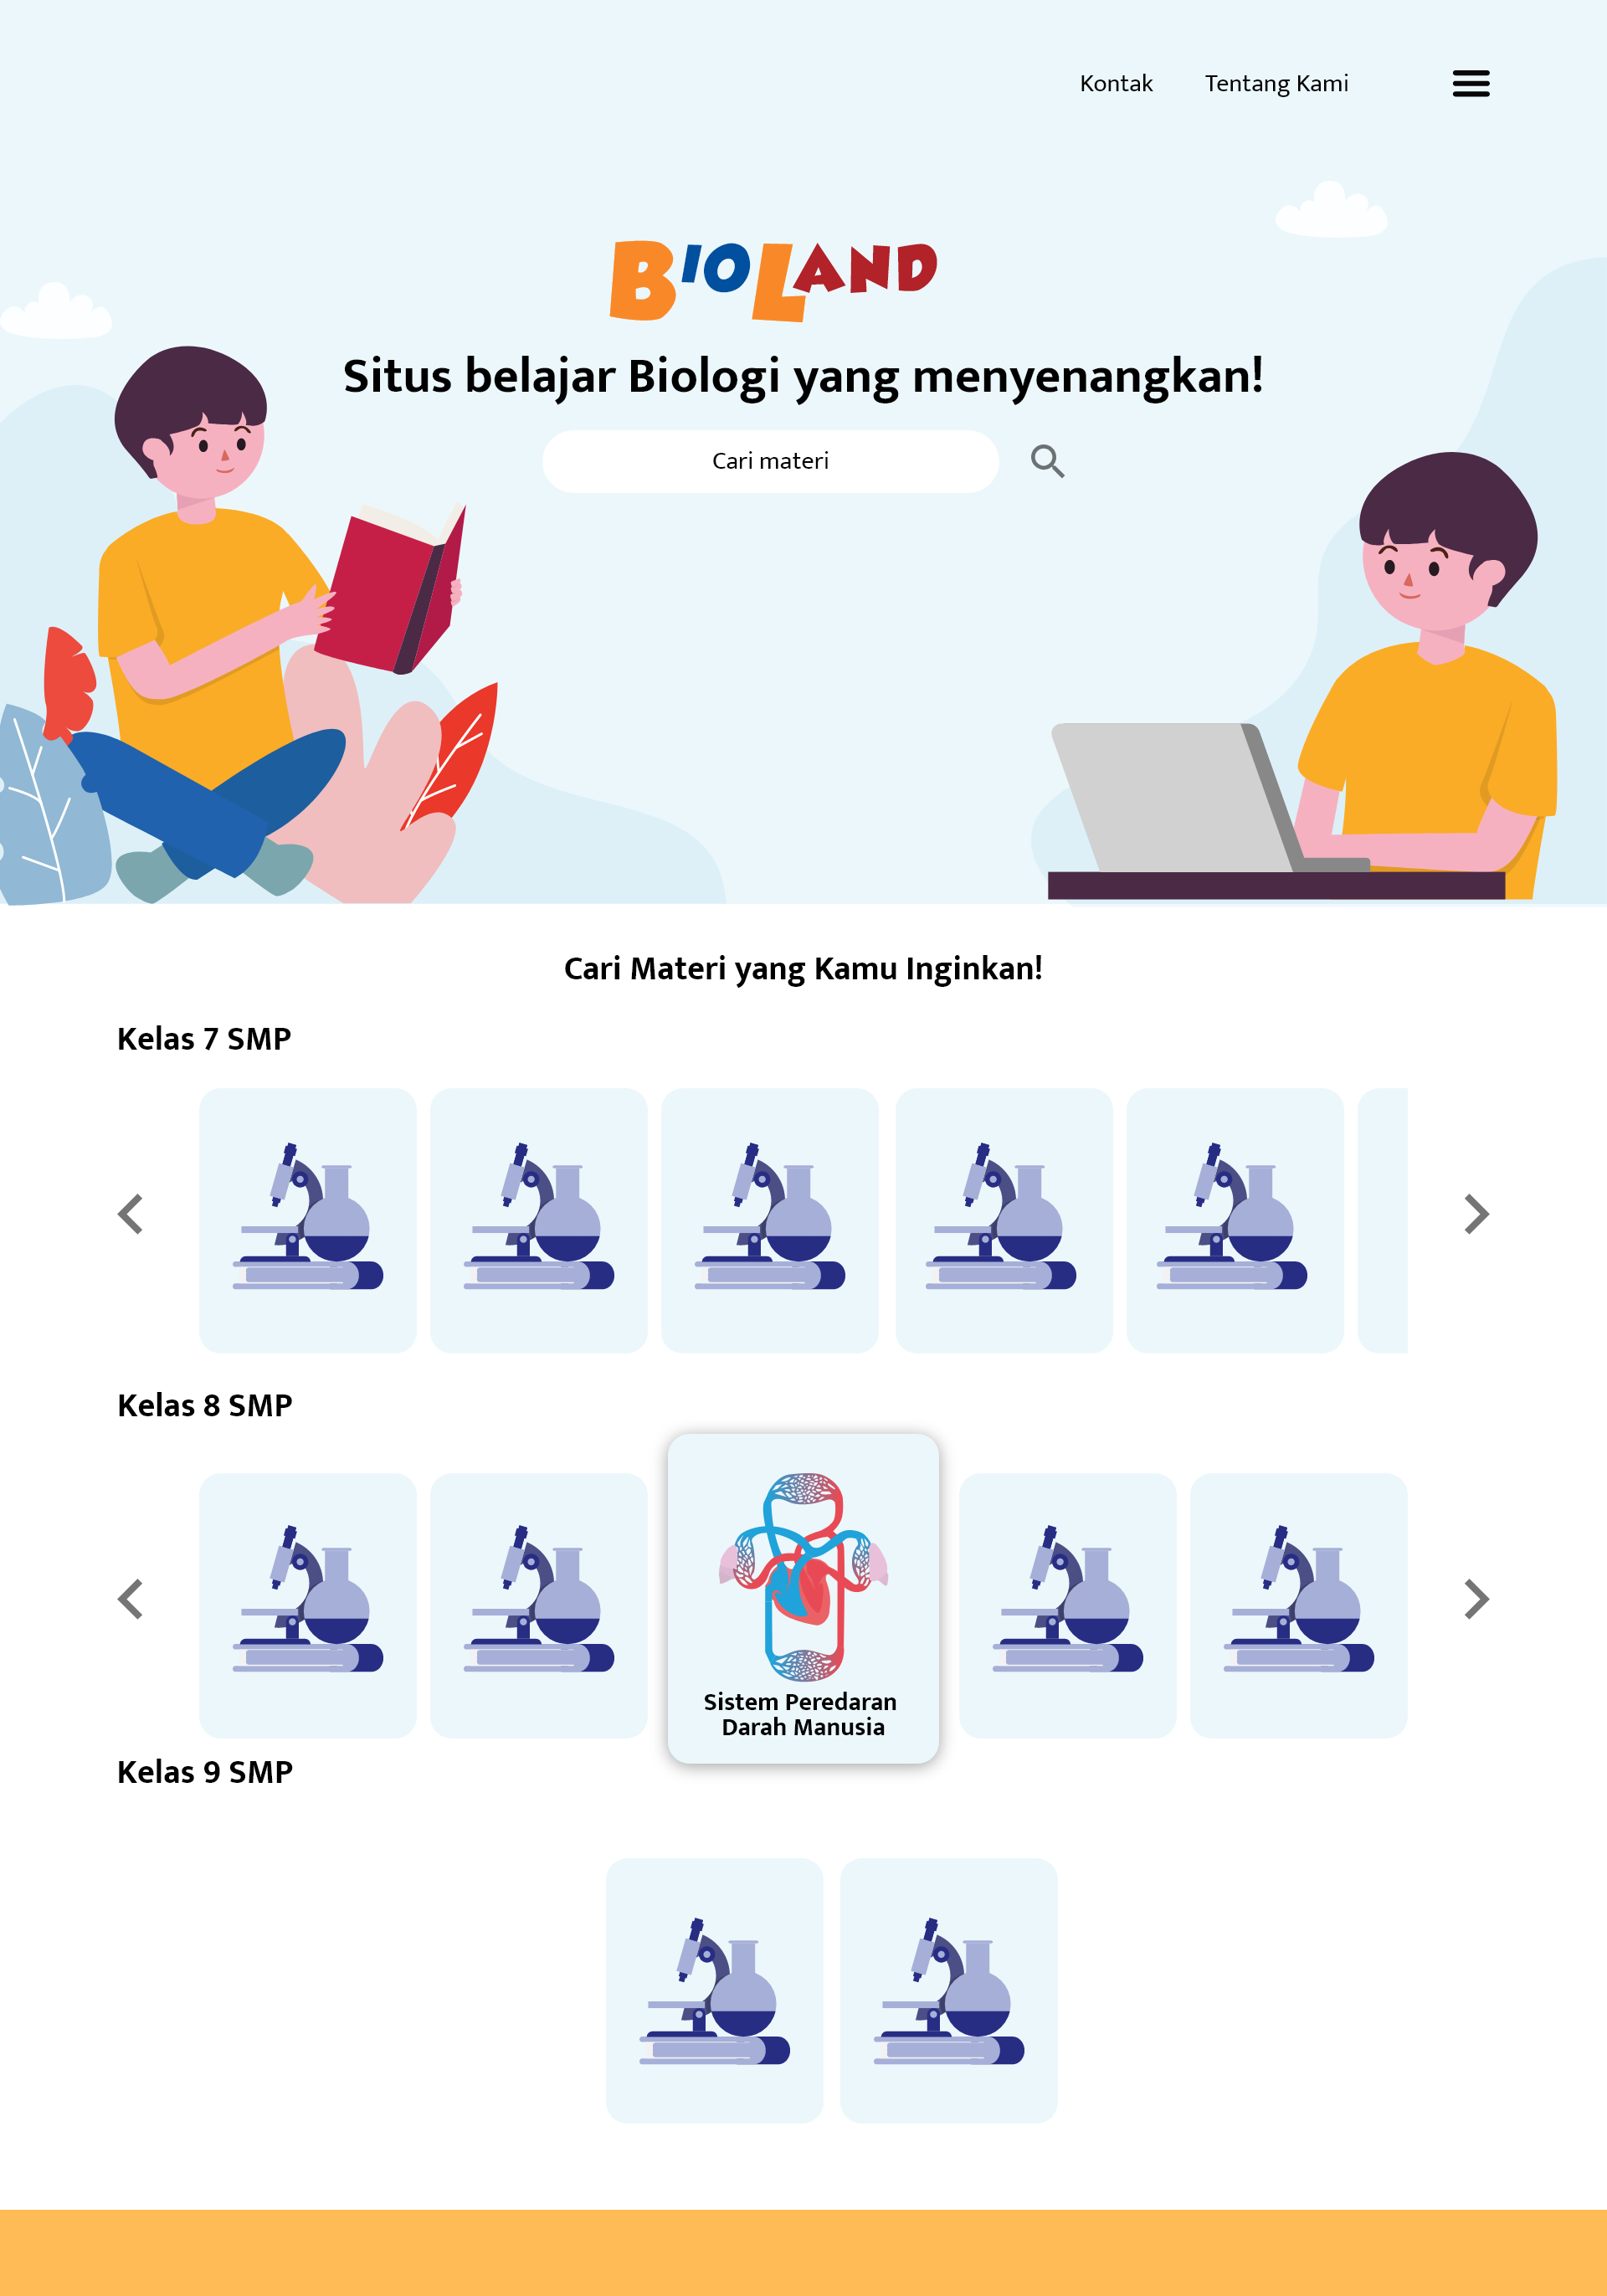 Kontak Tentang Kami
BIOLAND
Situs belajar Biologi yang menyenangkan!
Cari materi
Cari Materi yang Kamu Inginkan!
Kelas 7 SMP
Kelas 8 SMP
Sistem Peredaran
Darah Manusia
Kelas 9 SMP